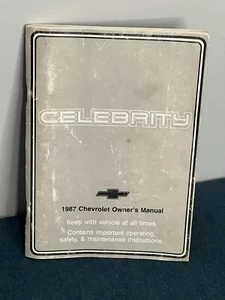 CELEBRITY
1987 Chevrolet Owner's Manual
Keep with vehicle at all times.
Contains important operating,
safety, & maintenance instructions.